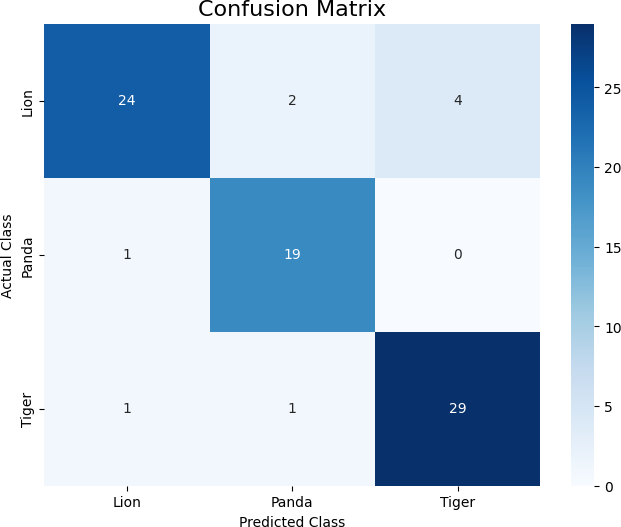 Confusion Matrix
Actual Class
Lion
24 2 4
Panda
1 19 0
Tiger
1 1 29
Lion Panda Tiger
Predicted Class
25
20
15
10
5
0